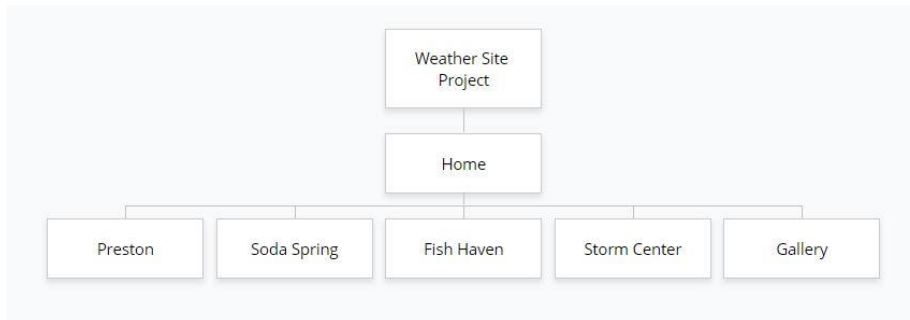 Weather Site
Project
Home
Preston
Soda Spring
Fish Haven
Storm Center
Gallery